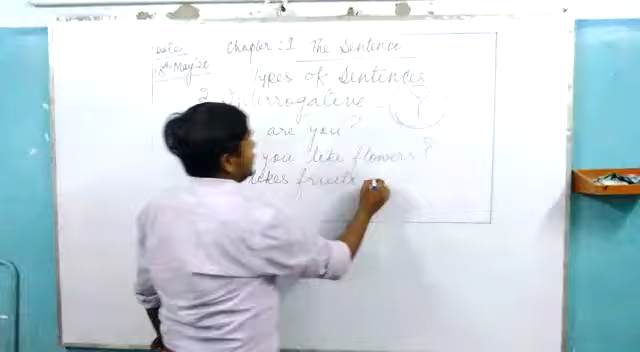 Date Chapter : 1 The Sentence
18th May '20
Types of Sentences
2. Interrogative
are you ?
you like flowers ?
likes fruits